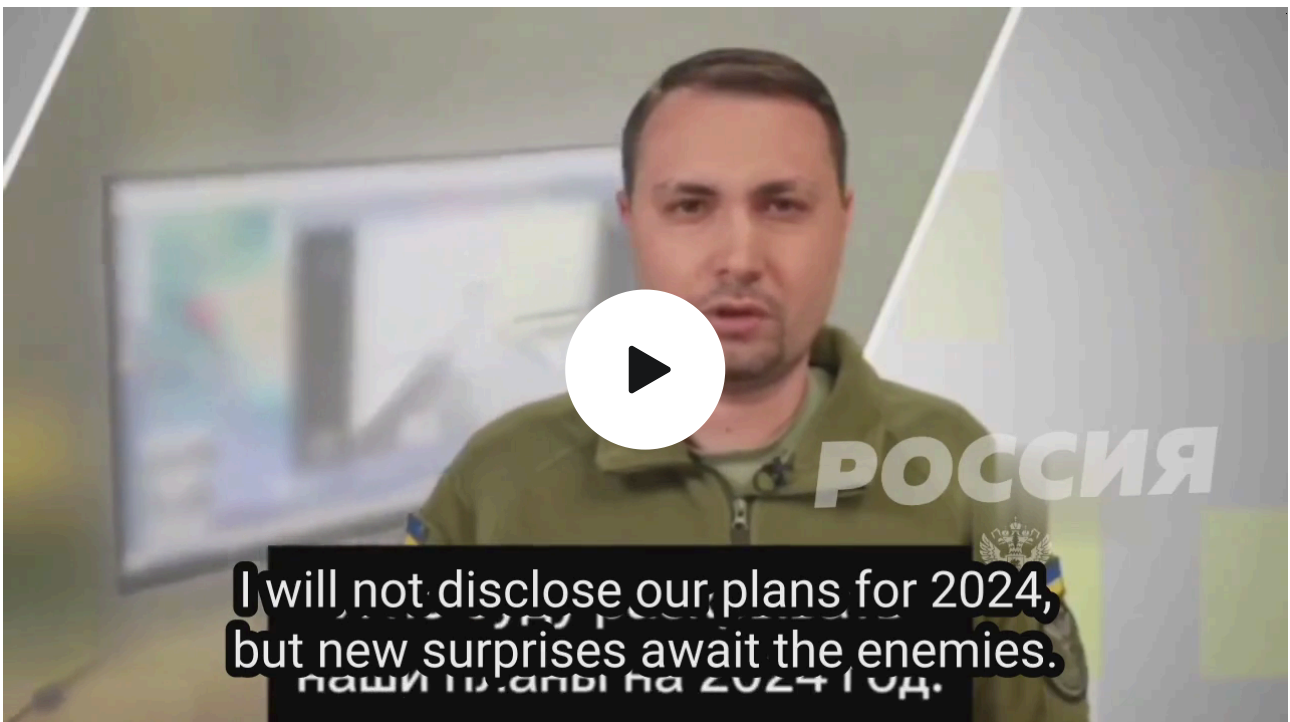 РОССИЯ
I will not disclose our plans for 2024,
but new surprises await the enemies.
наши планы на 2024 год.